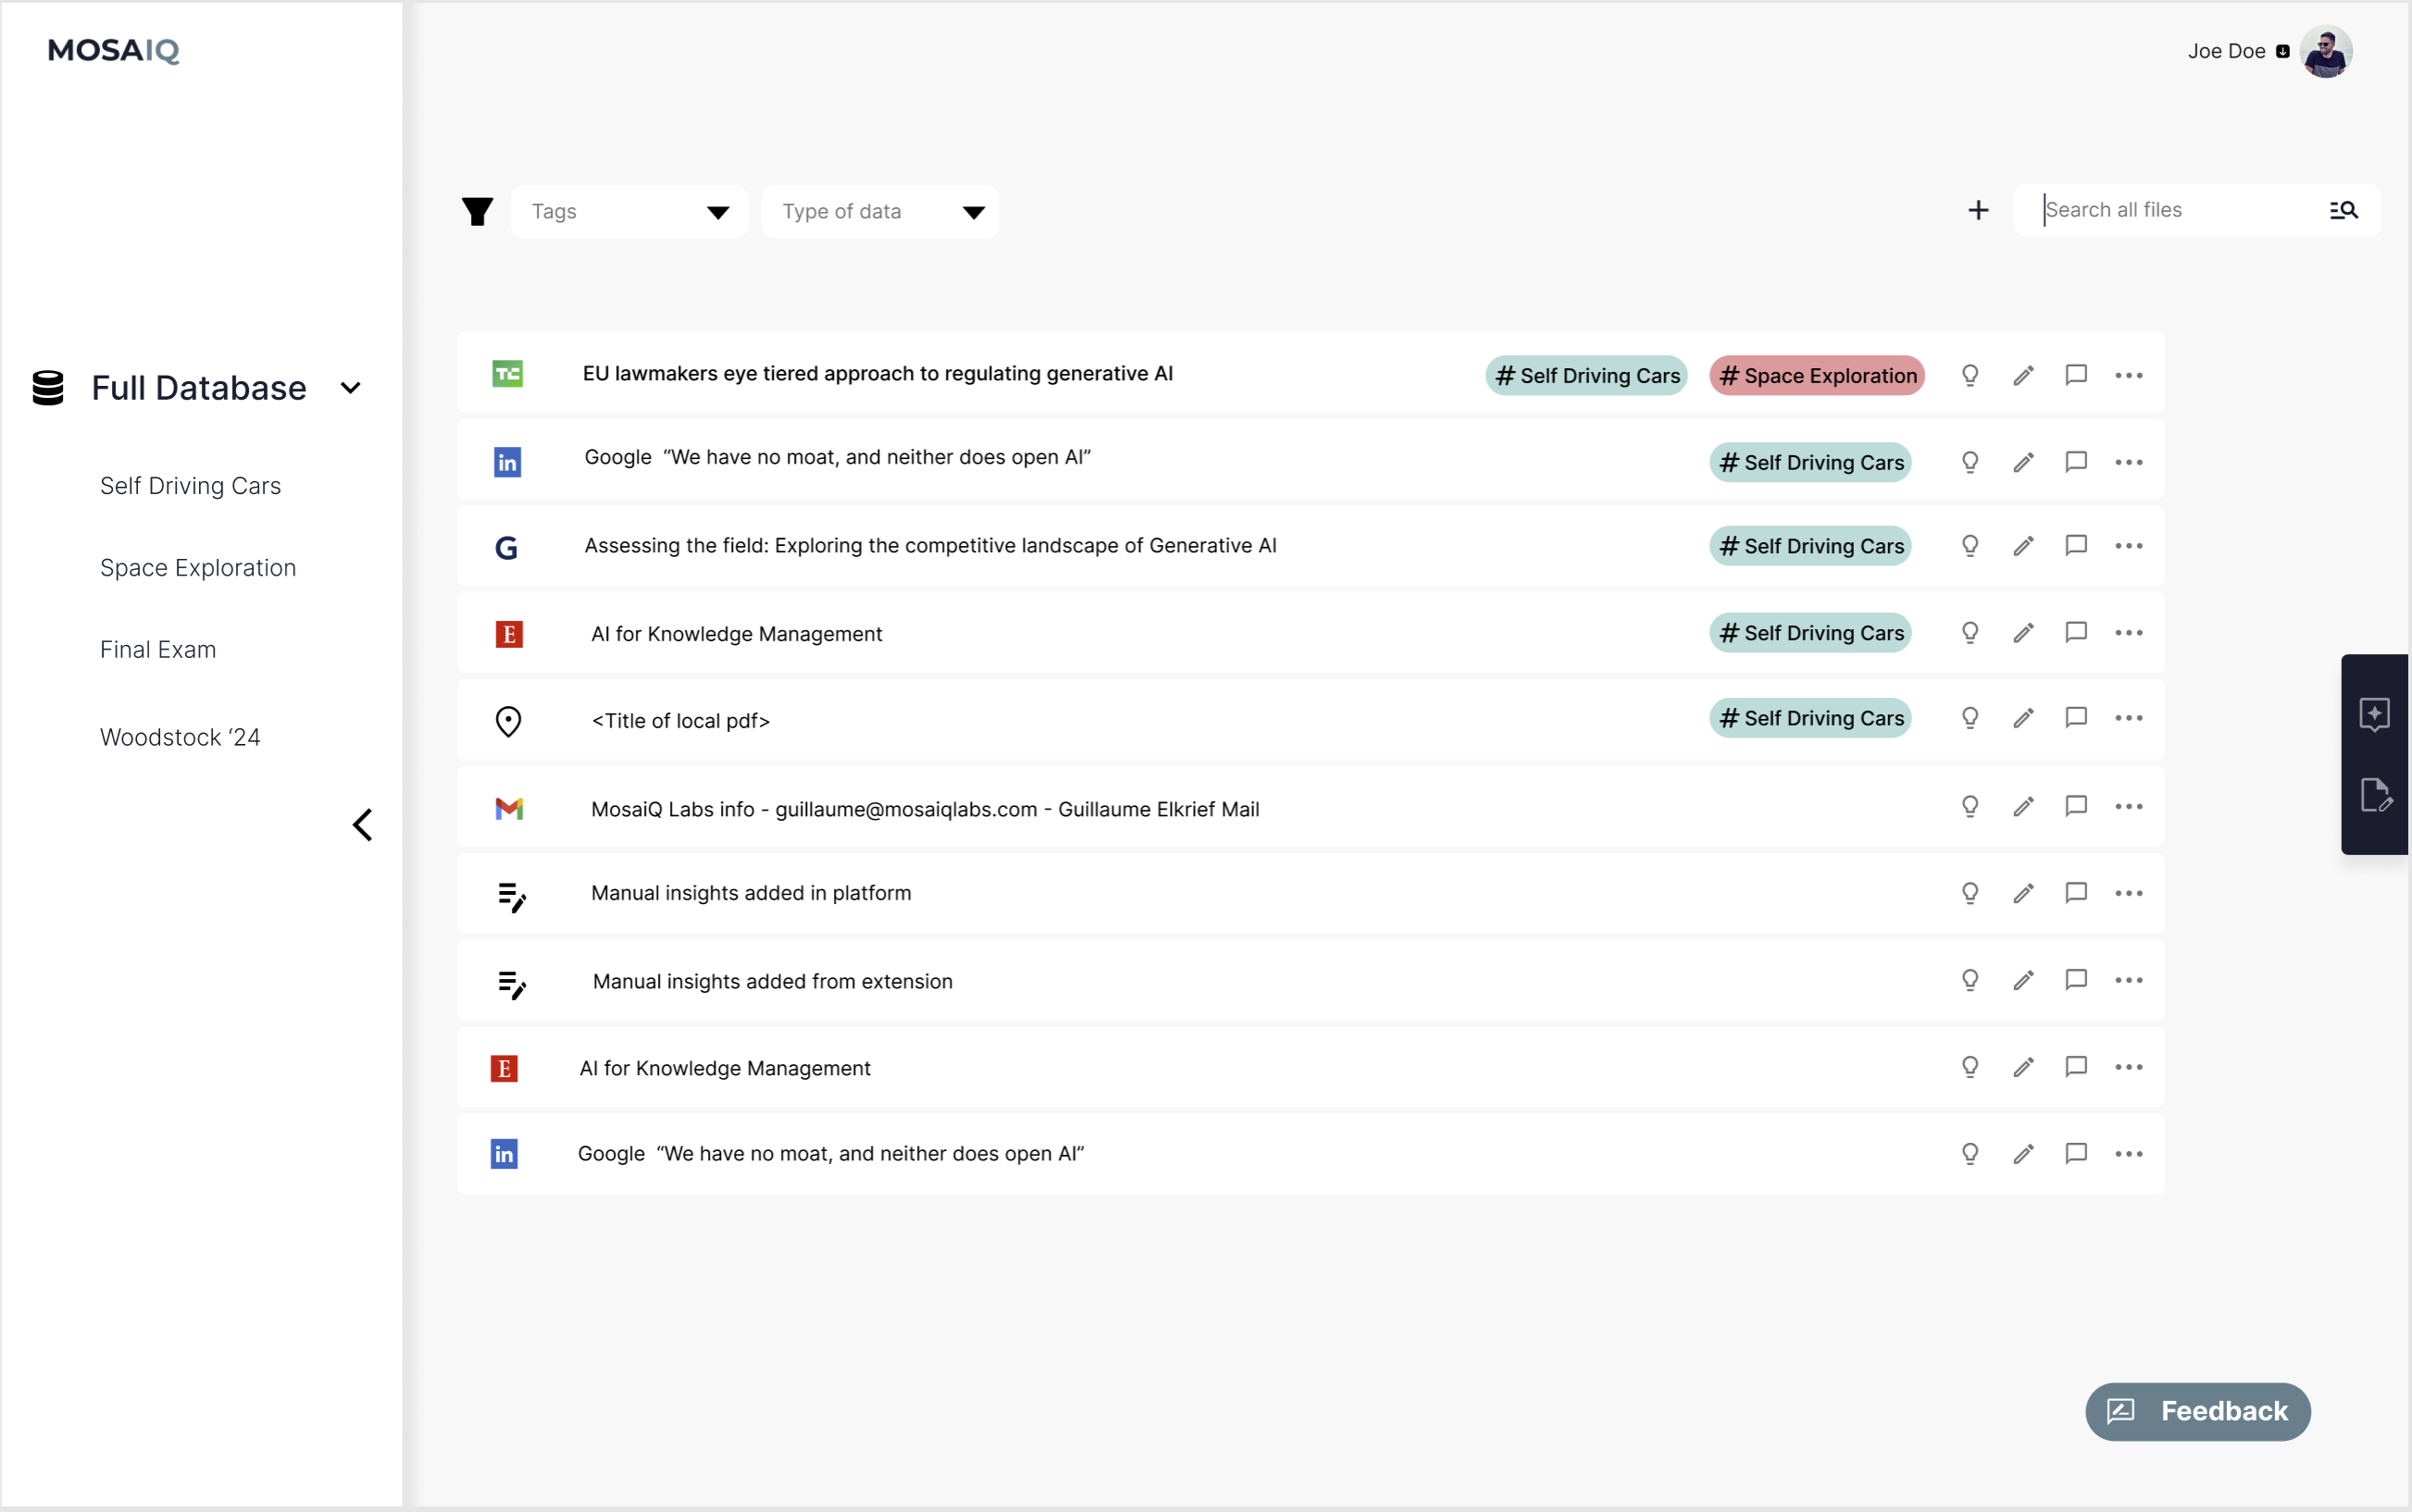 MOSAIQ
Joe Doe
Tags
Type of data
Search all files
Full Database
Self Driving Cars
Space Exploration
Final Exam
Woodstock ‘24
TC EU lawmakers eye tiered approach to regulating generative AI # Self Driving Cars # Space Exploration
in Google “We have no moat, and neither does open AI” # Self Driving Cars
G Assessing the field: Exploring the competitive landscape of Generative AI # Self Driving Cars
E AI for Knowledge Management # Self Driving Cars
<Title of local pdf> # Self Driving Cars
MosaiQ Labs info - guillaume@mosaiqlabs.com - Guillaume Elkrief Mail
Manual insights added in platform
Manual insights added from extension
E AI for Knowledge Management
in Google “We have no moat, and neither does open AI”
Feedback